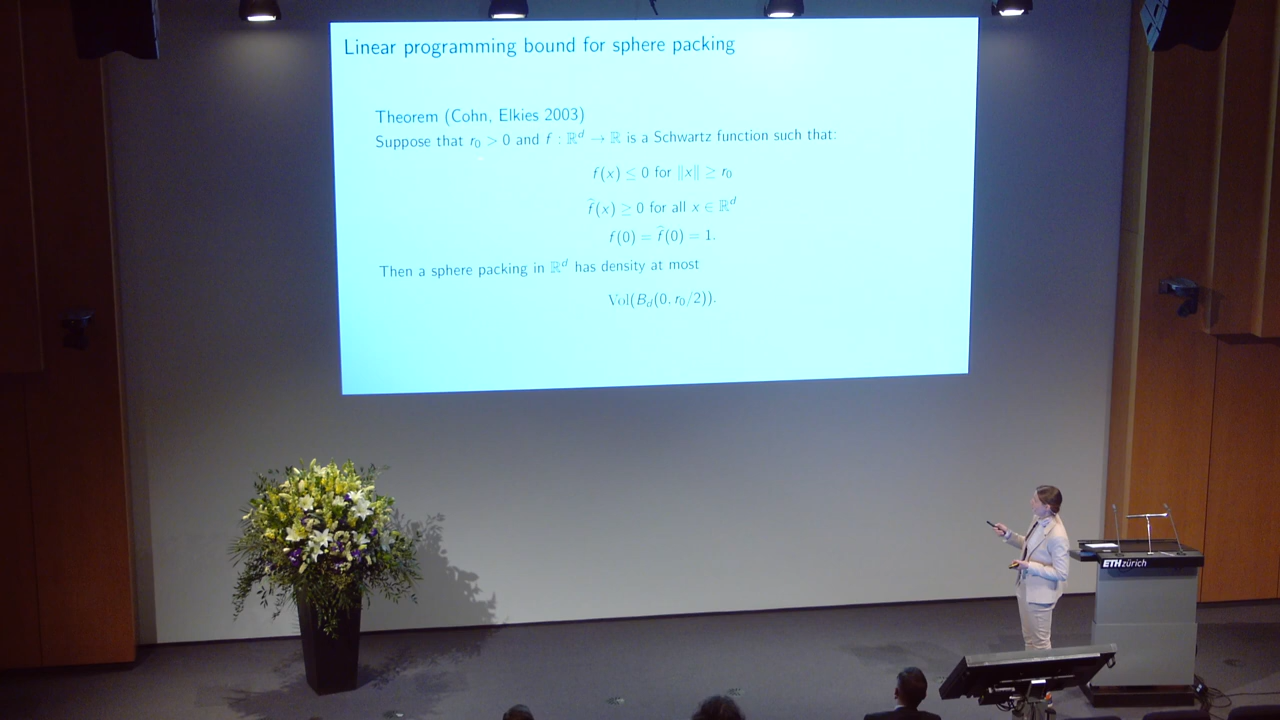 Linear programming bound for sphere packing
Theorem (Cohn, Elkies 2003)
Suppose that r₀ > 0 and f : ℝᵈ → ℝ is a Schwartz function such that:
f(x) ≤ 0 for ‖x‖ ≥ r₀
f̂(x) ≥ 0 for all x ∈ ℝᵈ
f(0) = f̂(0) = 1.
Then a sphere packing in ℝᵈ has density at most
Vol(B_d(0, r₀/2)).
ETH zürich